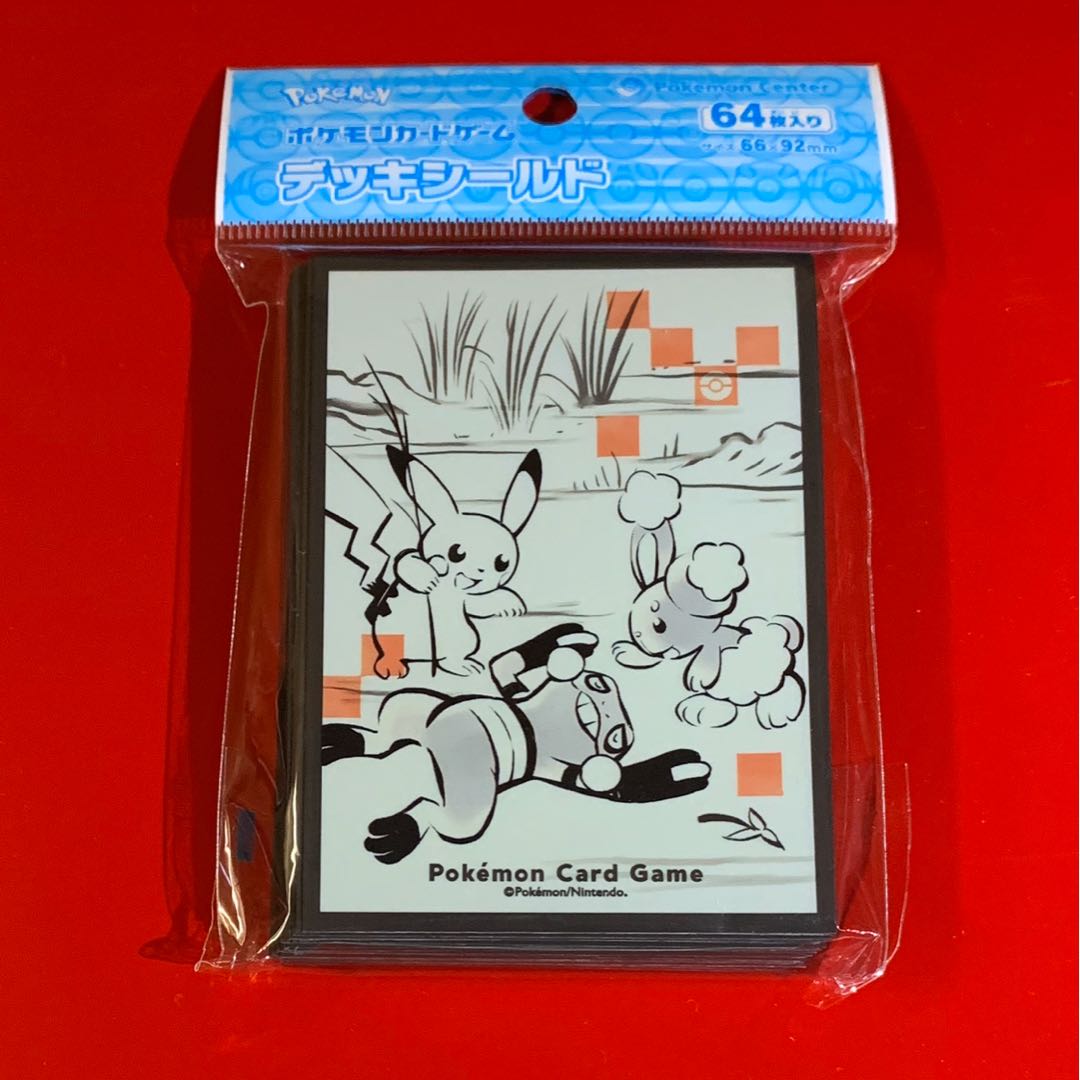 Pokémon
Pokémon Center
ポケモンカードゲーム
64枚入り
サイズ 66×92mm
デッキシールド
Pokémon Card Game
©Pokémon/Nintendo.